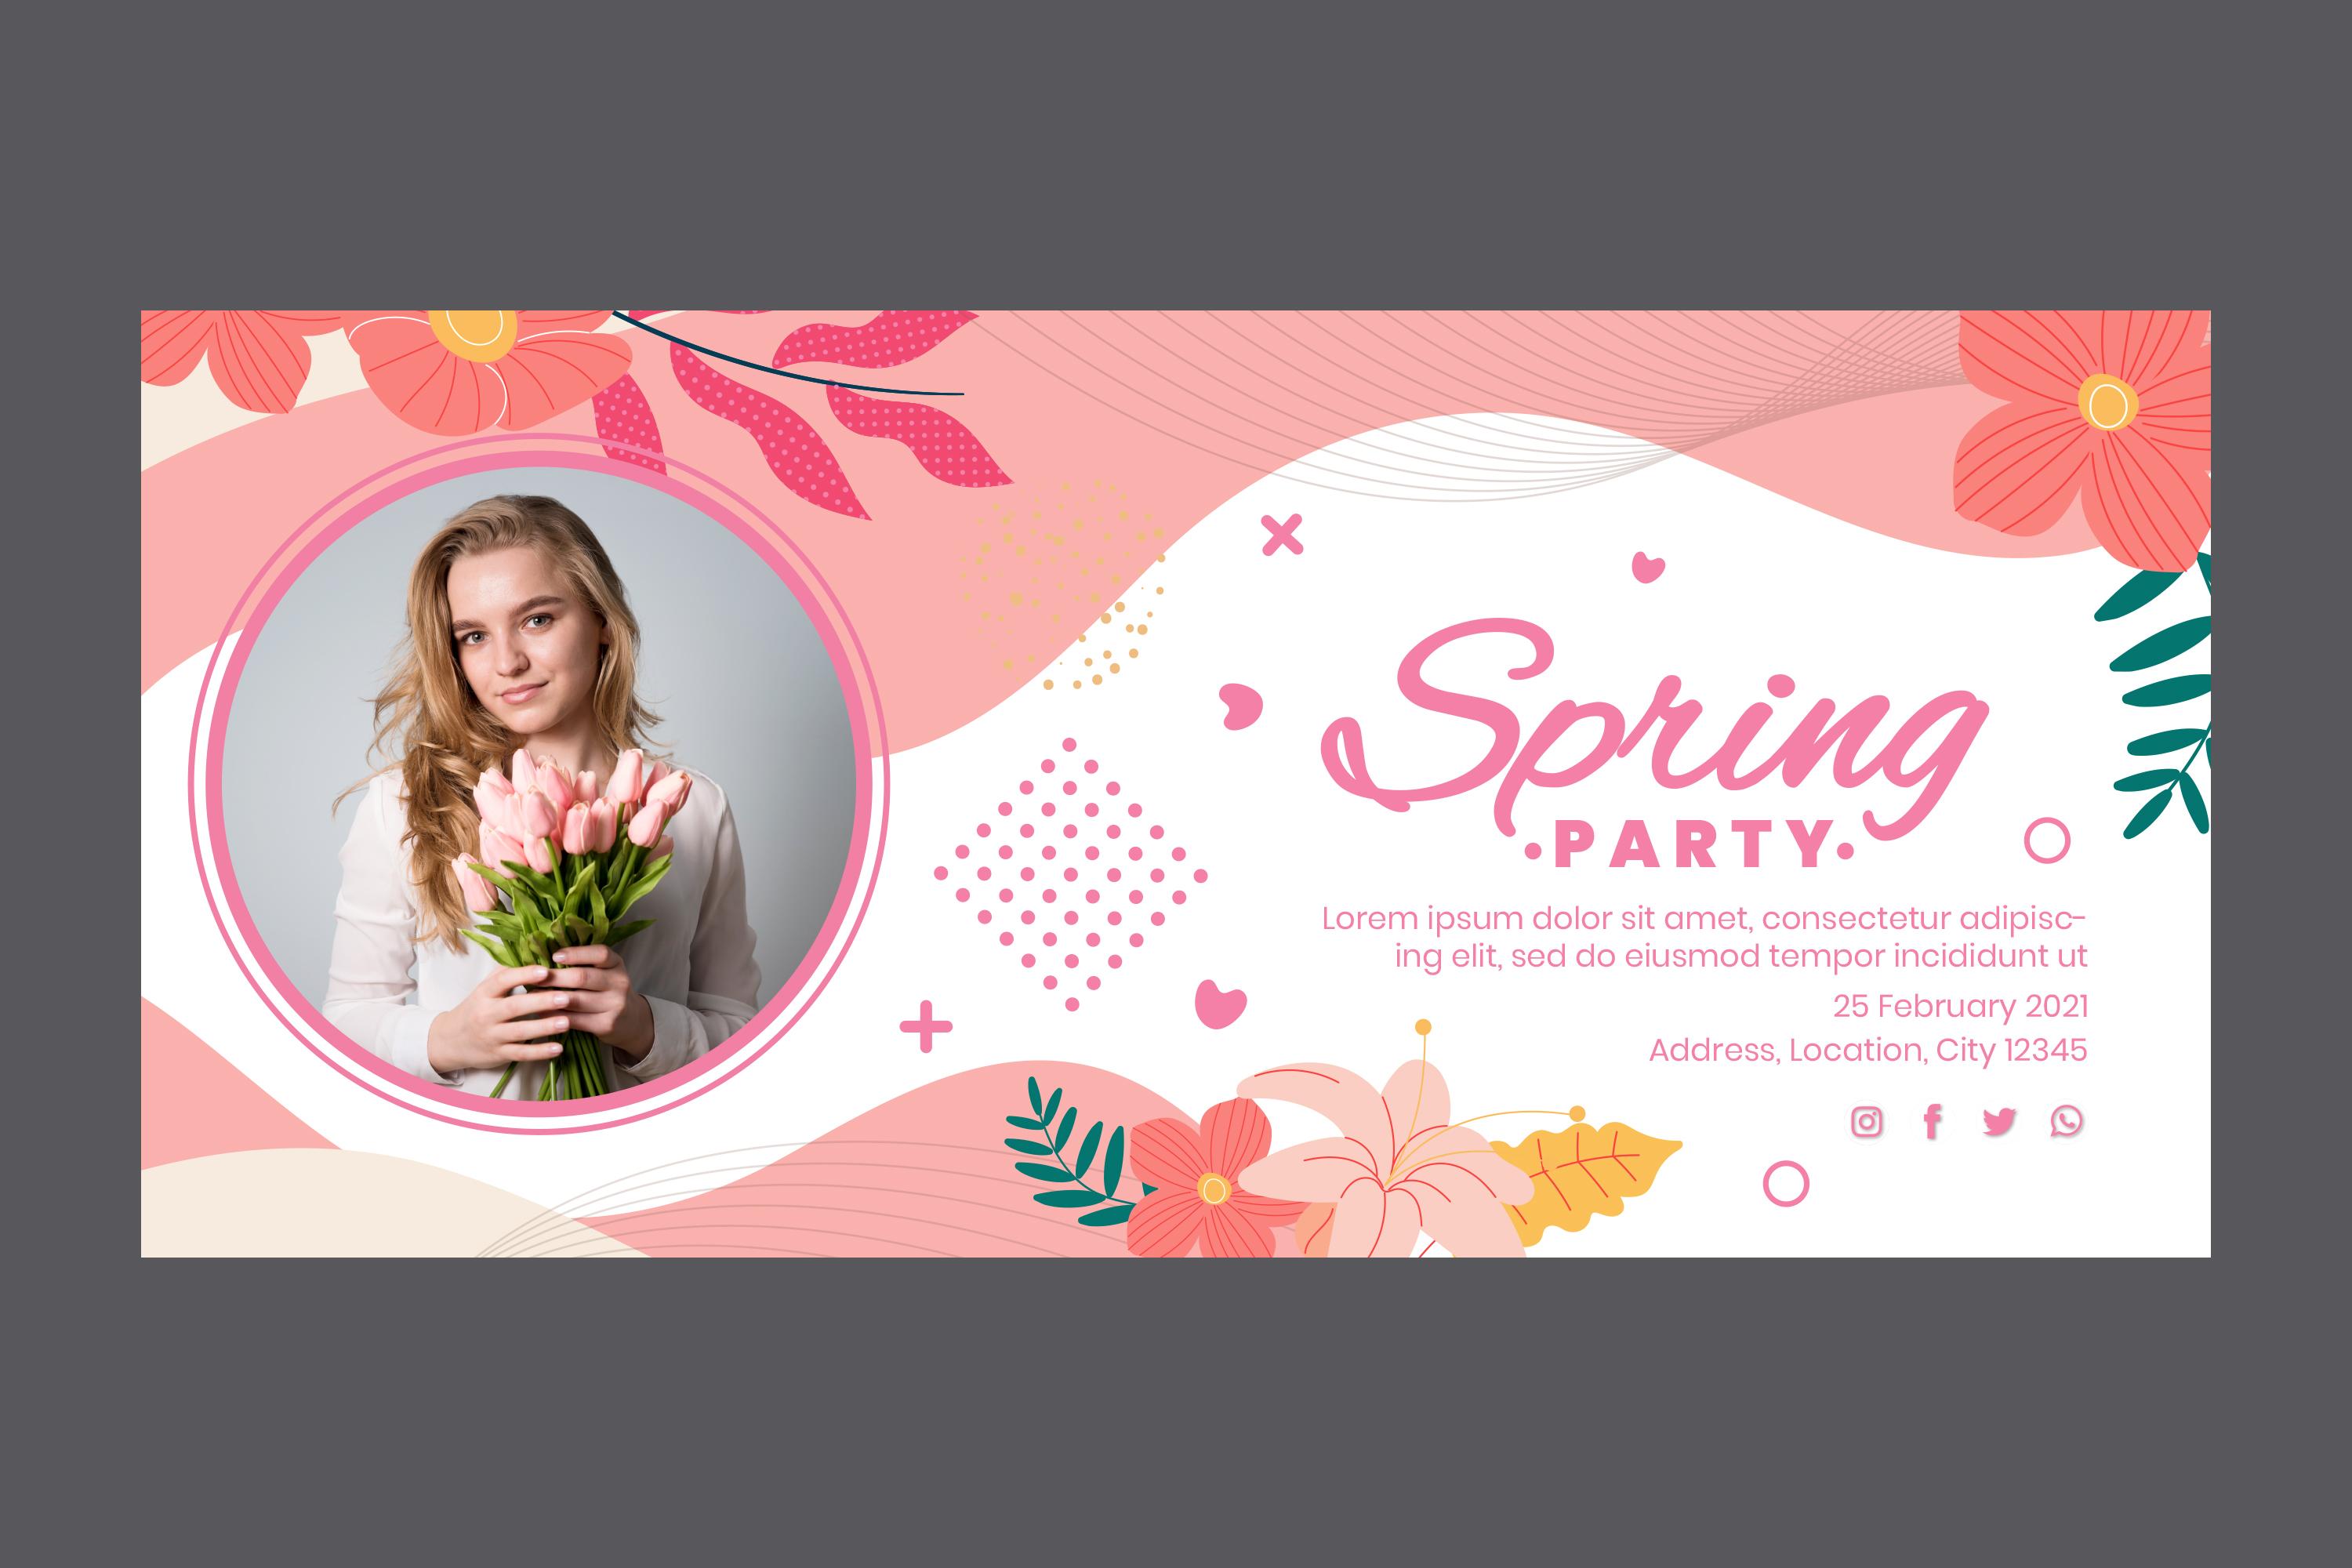 Spring
PARTY
Lorem ipsum dolor sit amet, consectetur adipisc-
ing elit, sed do eiusmod tempor incididunt ut
25 February 2021
Address, Location, City 12345